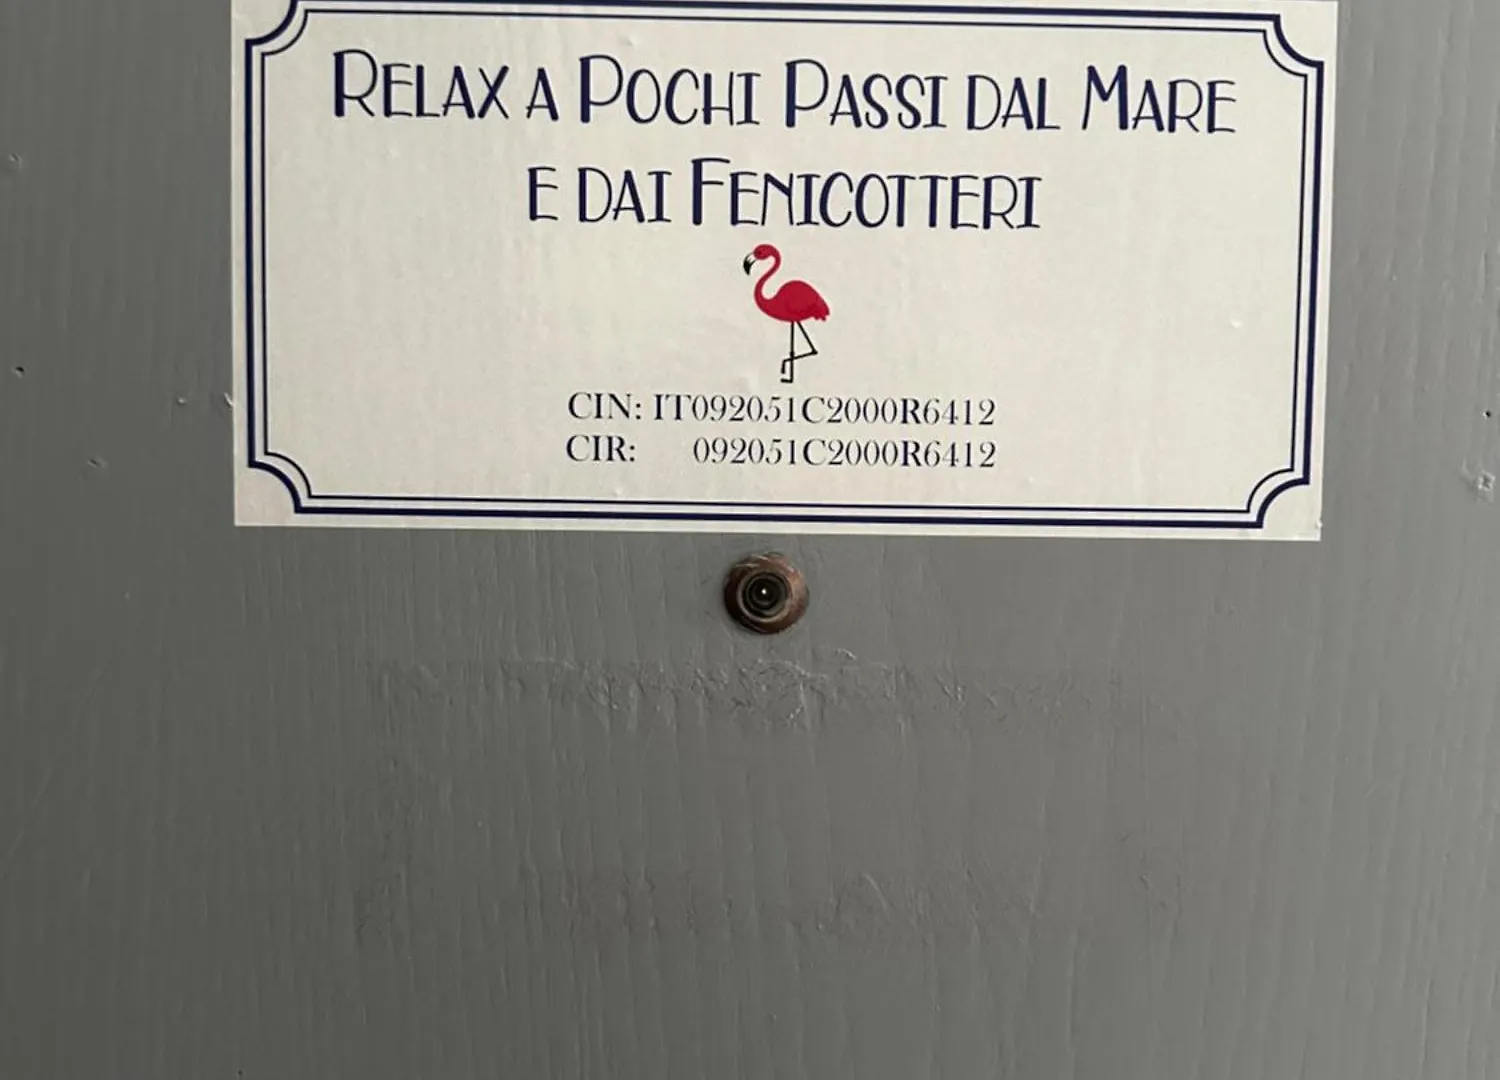 RELAX A POCHI PASSI DAL MARE
E DAI FENICOTTERI
CIN: IT092051C2000R6412
CIR: 092051C2000R6412